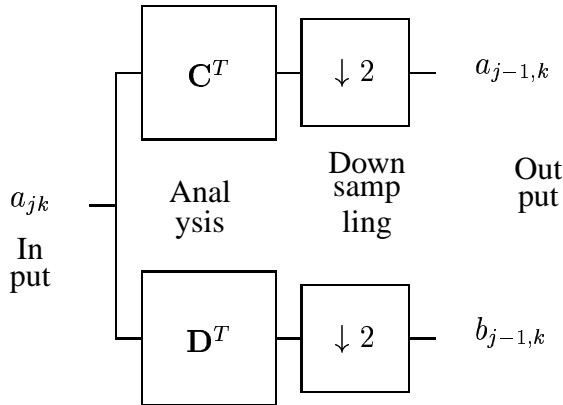 C^T ↓ 2 a_{j−1,k}
Down
Anal samp Out
a_{jk} ysis ling put
In
put
D^T ↓ 2 b_{j−1,k}